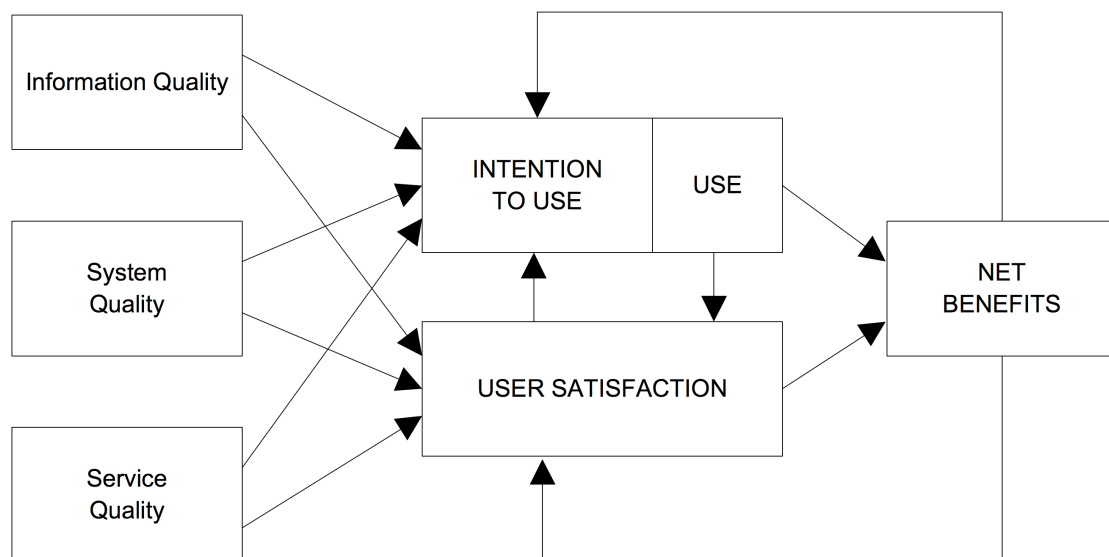 Information Quality
INTENTION
TO USE
USE
System
Quality
NET
BENEFITS
USER SATISFACTION
Service
Quality